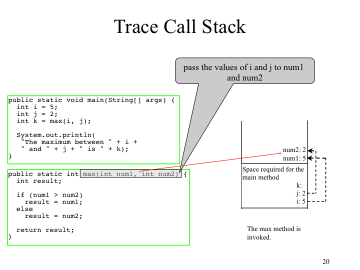 Trace Call Stack
pass the values of i and j to num1
and num2
public static void main(String[] args) {
int i = 5;
int j = 2;
int k = max(i, j);
System.out.println(
"The maximum between " + i +
" and " + j + " is " + k);
}
public static int max(int num1, int num2) {
int result;
if (num1 > num2)
result = num1;
else
result = num2;
return result;
}
num2: 2
num1: 5
Space required for the
main method
k:
j: 2
i: 5
The max method is
invoked.
20